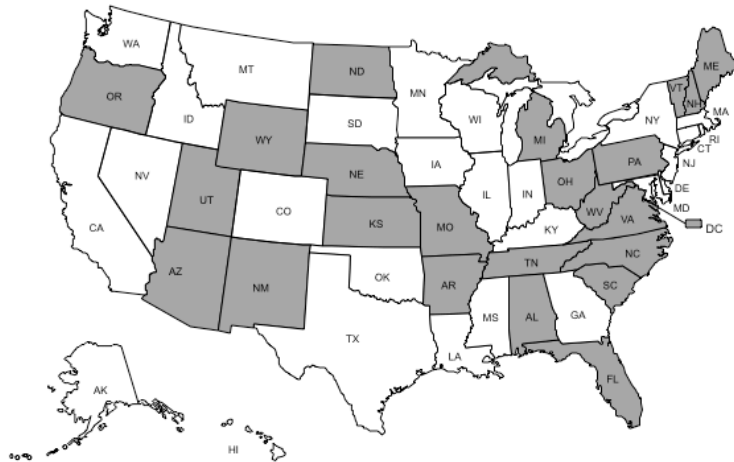 WA
MT
ND
MN
ME
VT
NH
OR
ID
SD
WI
NY
MA
WY
MI
RI
CT
IA
NE
PA
NJ
NV
OH
IL
IN
DE
UT
CO
WV
MD
CA
KS
MO
VA
DC
KY
NC
AZ
OK
TN
NM
AR
SC
MS
AL
GA
TX
LA
FL
AK
HI